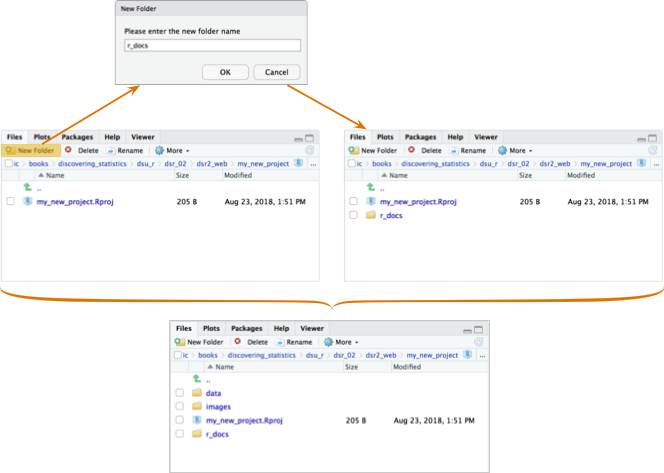 New Folder
Please enter the new folder name
r_docs
OK Cancel
Files Plots Packages Help Viewer
New Folder Delete Rename More
ic books discovering_statistics dsu_r dsr_02 dsr2_web my_new_project ...
Name Size Modified
..
my_new_project.Rproj 205 B Aug 23, 2018, 1:51 PM
Files Plots Packages Help Viewer
New Folder Delete Rename More
ic books discovering_statistics dsu_r dsr_02 dsr2_web my_new_project ...
Name Size Modified
..
my_new_project.Rproj 205 B Aug 23, 2018, 1:51 PM
r_docs
Files Plots Packages Help Viewer
New Folder Delete Rename More
ic books discovering_statistics dsu_r dsr_02 dsr2_web my_new_project ...
Name Size Modified
..
data
images
my_new_project.Rproj 205 B Aug 23, 2018, 1:51 PM
r_docs